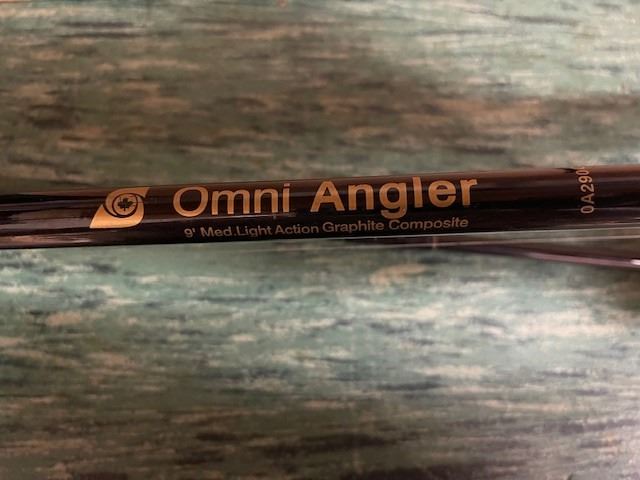 Omni Angler
9' Med.Light Action Graphite Composite